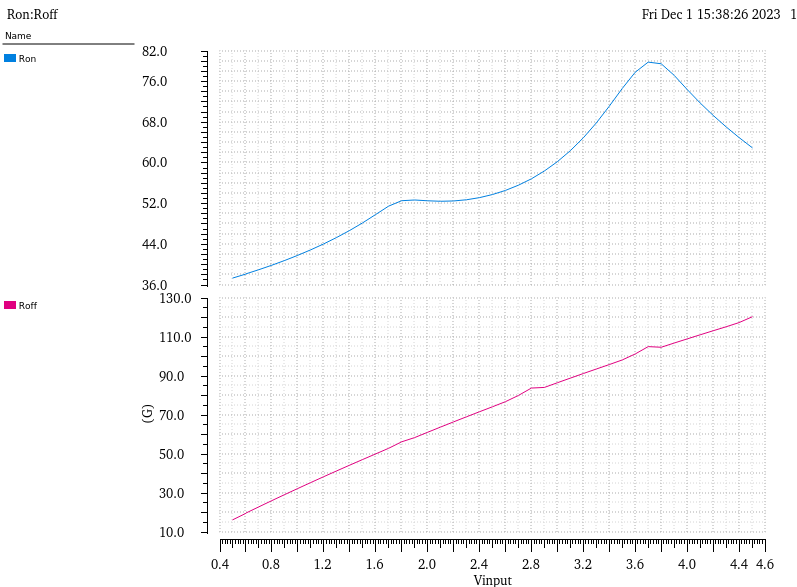 Ron:Roff
Fri Dec 1 15:38:26 2023 1
Name
Ron
82.0
76.0
68.0
60.0
52.0
44.0
36.0
Roff
130.0
110.0
90.0
70.0
50.0
30.0
10.0
(G)
0.4 0.8 1.2 1.6 2.0 2.4 2.8 3.2 3.6 4.0 4.4 4.6
Vinput